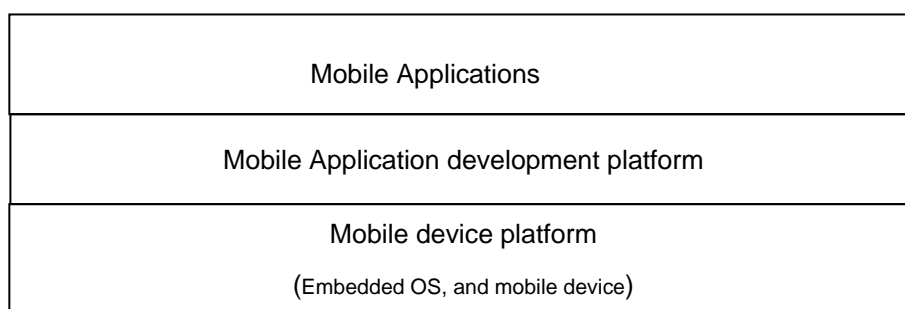 Mobile Applications
Mobile Application development platform
Mobile device platform
(Embedded OS, and mobile device)